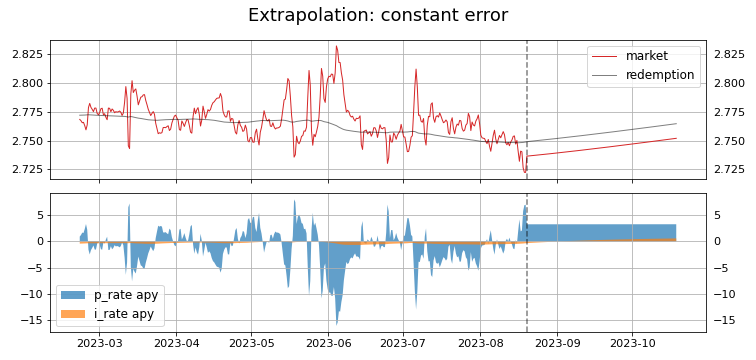 Extrapolation: constant error
2.825 2.825
market
redemption
2.800 2.800
2.775 2.775
2.750 2.750
2.725 2.725
5 5
0 0
−5 −5
p_rate apy
i_rate apy
−10 −10
−15 −15
2023-03 2023-04 2023-05 2023-06 2023-07 2023-08 2023-09 2023-10